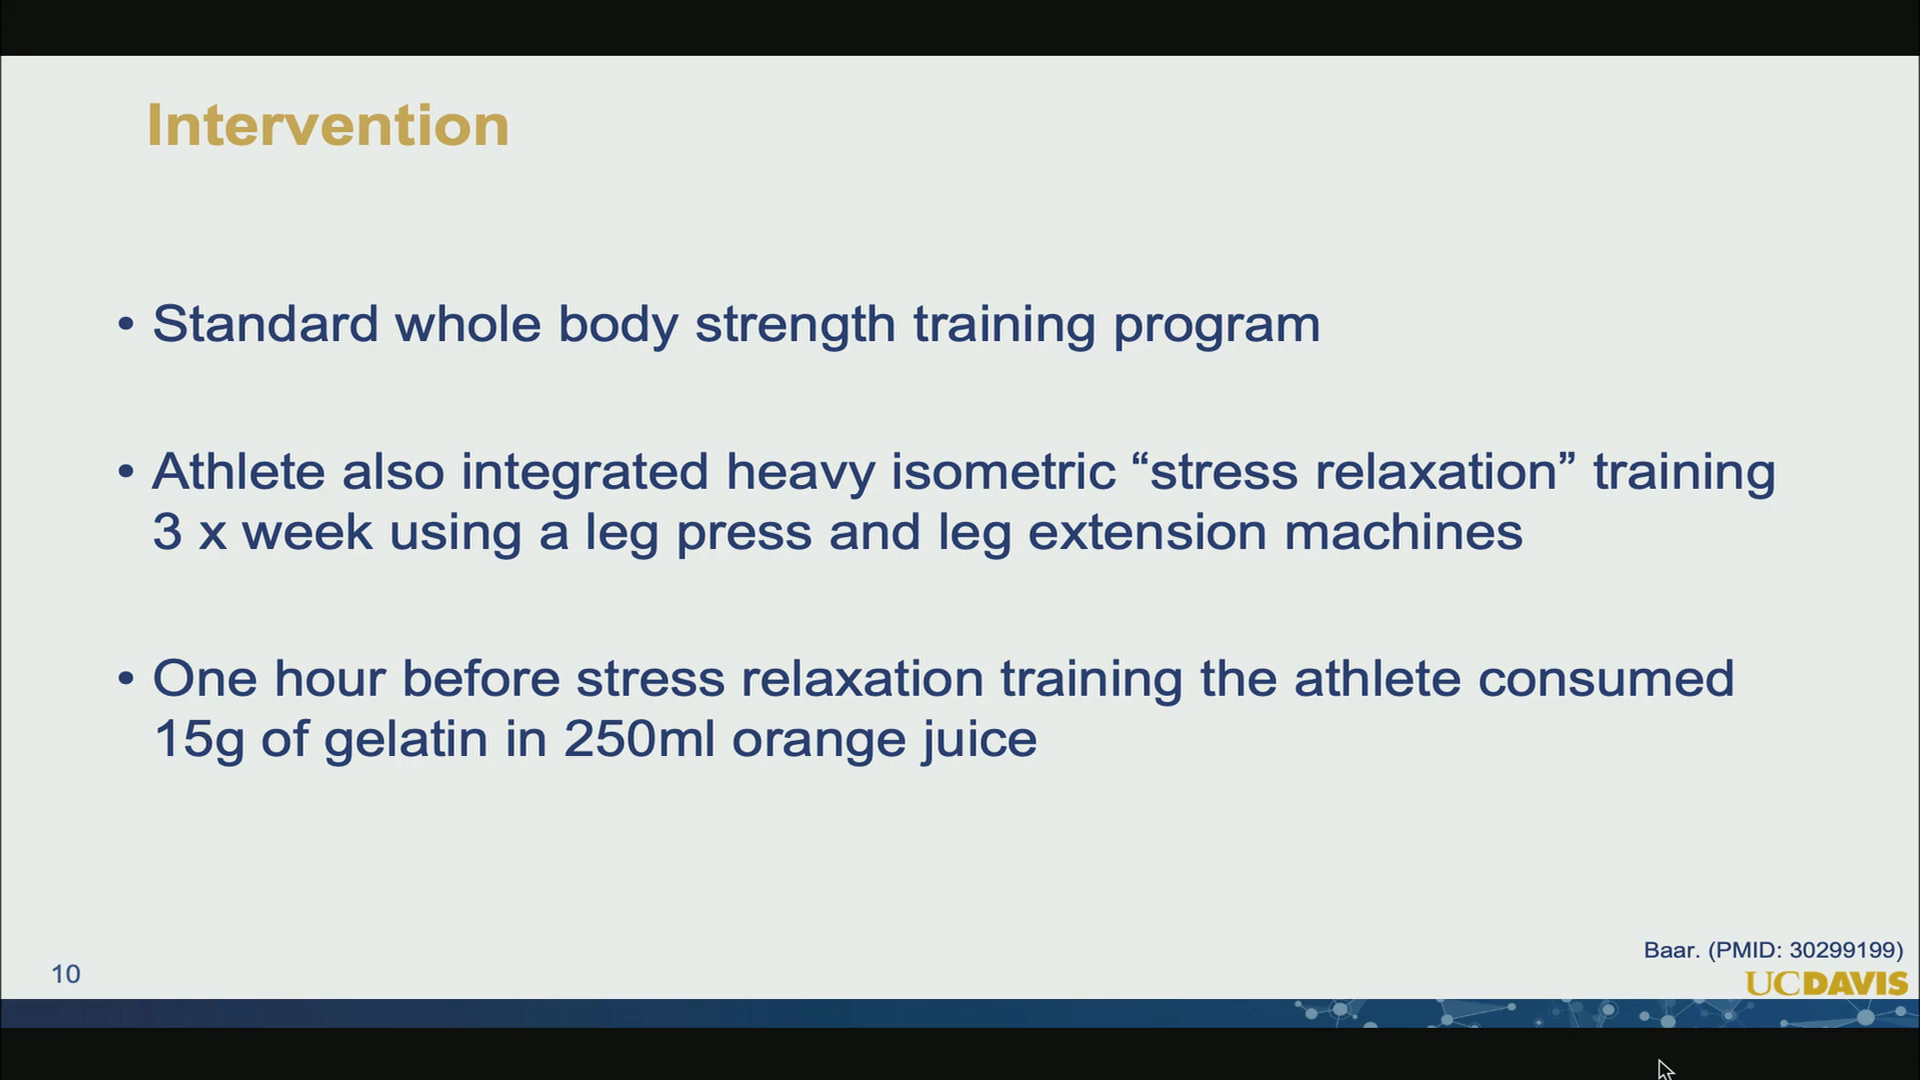 Intervention
• Standard whole body strength training program
• Athlete also integrated heavy isometric “stress relaxation” training
3 x week using a leg press and leg extension machines
• One hour before stress relaxation training the athlete consumed
15g of gelatin in 250ml orange juice
Baar. (PMID: 30299199)
10
UCDAVIS